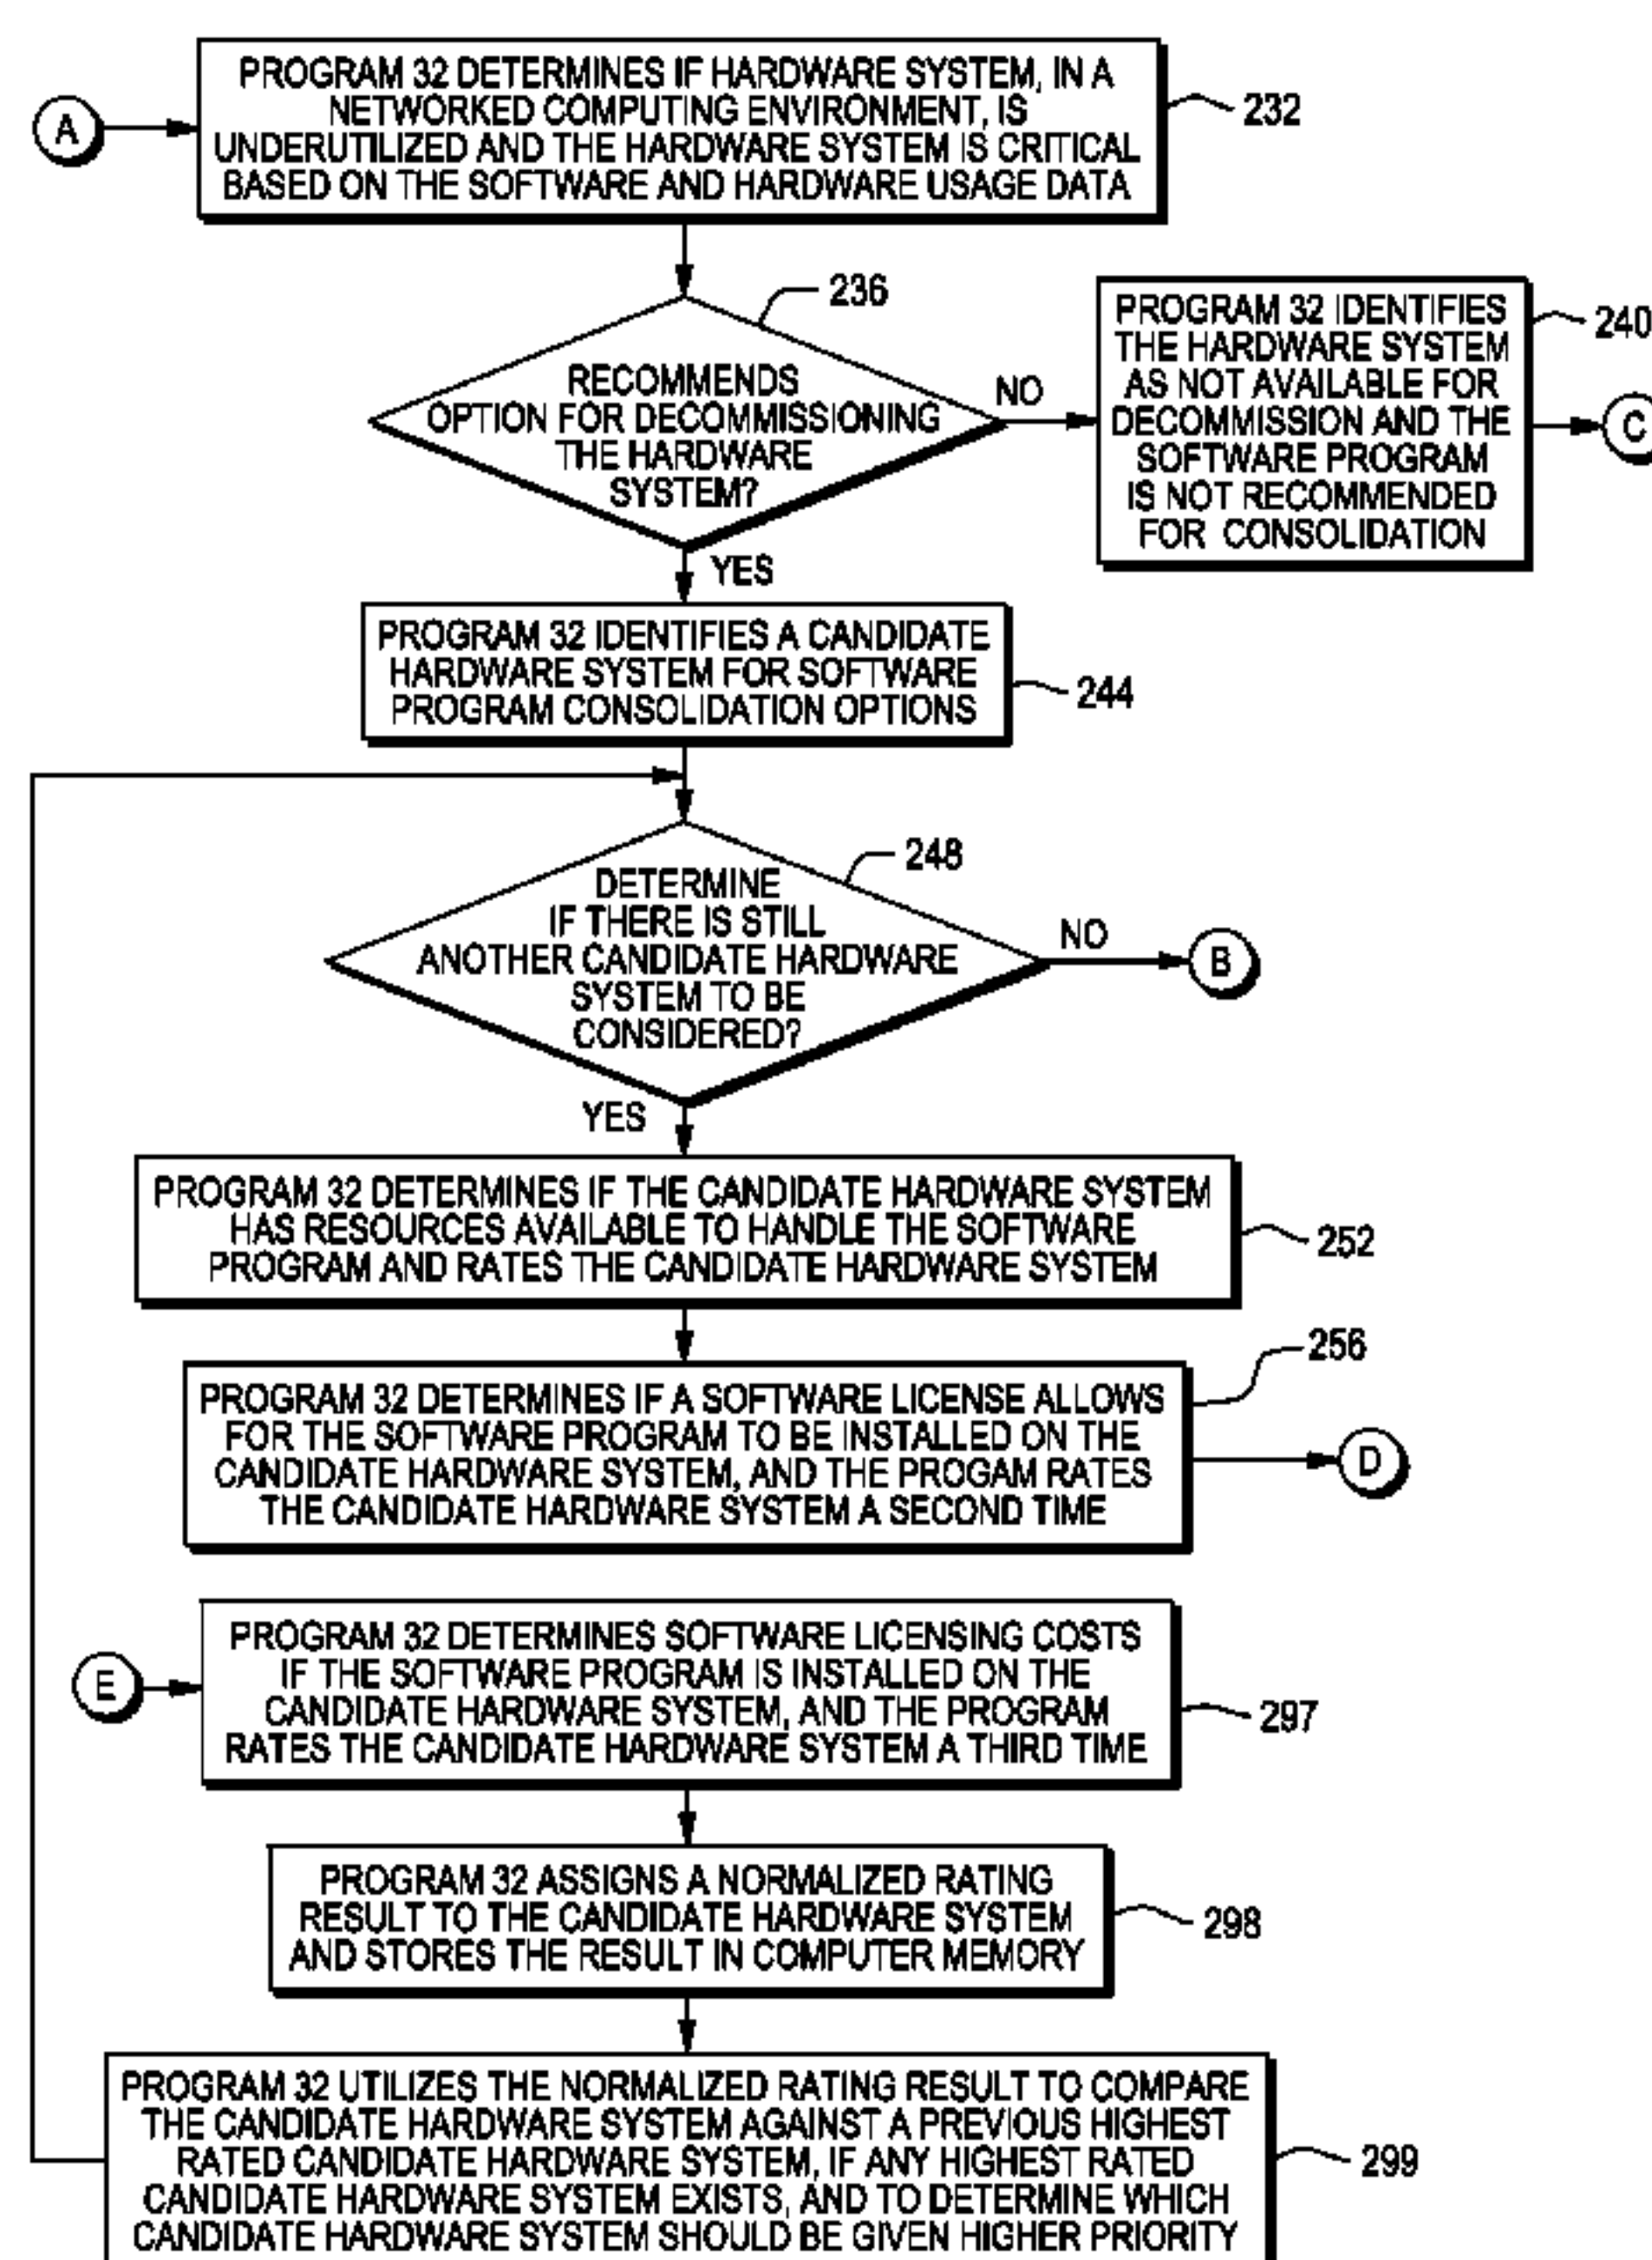 A
PROGRAM 32 DETERMINES IF HARDWARE SYSTEM, IN A
NETWORKED COMPUTING ENVIRONMENT, IS
UNDERUTILIZED AND THE HARDWARE SYSTEM IS CRITICAL
BASED ON THE SOFTWARE AND HARDWARE USAGE DATA
232
236
RECOMMENDS
OPTION FOR DECOMMISSIONING
THE HARDWARE
SYSTEM?
NO
PROGRAM 32 IDENTIFIES
THE HARDWARE SYSTEM
AS NOT AVAILABLE FOR
DECOMMISSION AND THE
SOFTWARE PROGRAM
IS NOT RECOMMENDED
FOR CONSOLIDATION
240
C
YES
PROGRAM 32 IDENTIFIES A CANDIDATE
HARDWARE SYSTEM FOR SOFTWARE
PROGRAM CONSOLIDATION OPTIONS
244
248
DETERMINE
IF THERE IS STILL
ANOTHER CANDIDATE HARDWARE
SYSTEM TO BE
CONSIDERED?
NO
B
YES
PROGRAM 32 DETERMINES IF THE CANDIDATE HARDWARE SYSTEM
HAS RESOURCES AVAILABLE TO HANDLE THE SOFTWARE
PROGRAM AND RATES THE CANDIDATE HARDWARE SYSTEM
252
256
PROGRAM 32 DETERMINES IF A SOFTWARE LICENSE ALLOWS
FOR THE SOFTWARE PROGRAM TO BE INSTALLED ON THE
CANDIDATE HARDWARE SYSTEM, AND THE PROGAM RATES
THE CANDIDATE HARDWARE SYSTEM A SECOND TIME
D
E
PROGRAM 32 DETERMINES SOFTWARE LICENSING COSTS
IF THE SOFTWARE PROGRAM IS INSTALLED ON THE
CANDIDATE HARDWARE SYSTEM, AND THE PROGRAM
RATES THE CANDIDATE HARDWARE SYSTEM A THIRD TIME
297
PROGRAM 32 ASSIGNS A NORMALIZED RATING
RESULT TO THE CANDIDATE HARDWARE SYSTEM
AND STORES THE RESULT IN COMPUTER MEMORY
298
PROGRAM 32 UTILIZES THE NORMALIZED RATING RESULT TO COMPARE
THE CANDIDATE HARDWARE SYSTEM AGAINST A PREVIOUS HIGHEST
RATED CANDIDATE HARDWARE SYSTEM, IF ANY HIGHEST RATED
CANDIDATE HARDWARE SYSTEM EXISTS, AND TO DETERMINE WHICH
CANDIDATE HARDWARE SYSTEM SHOULD BE GIVEN HIGHER PRIORITY
299